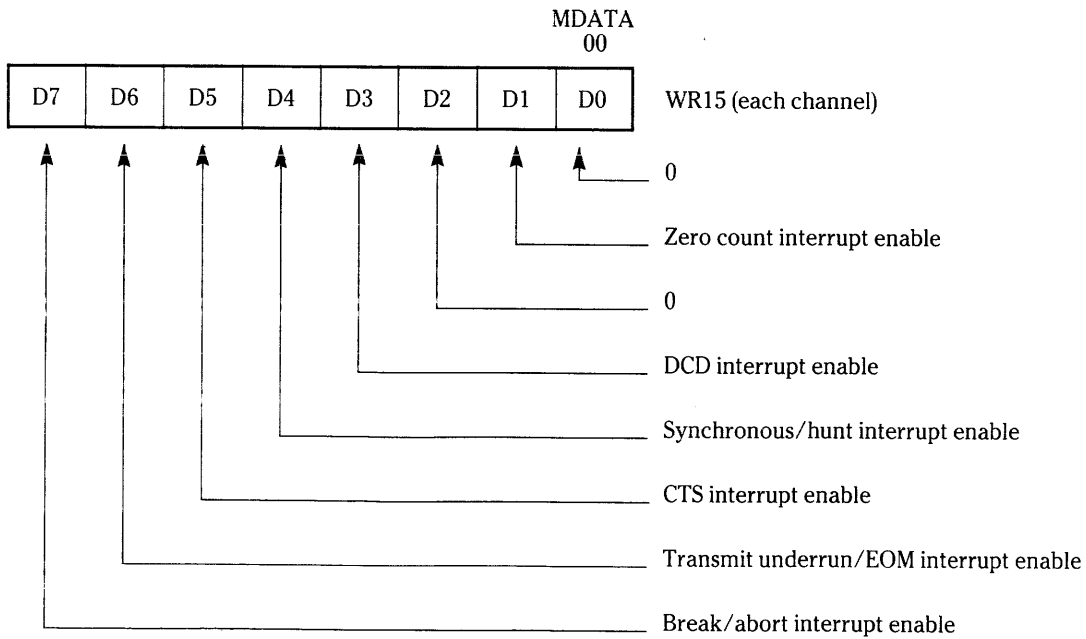 MDATA
00
D7 D6 D5 D4 D3 D2 D1 D0 WR15 (each channel)
0
Zero count interrupt enable
0
DCD interrupt enable
Synchronous/hunt interrupt enable
CTS interrupt enable
Transmit underrun/EOM interrupt enable
Break/abort interrupt enable